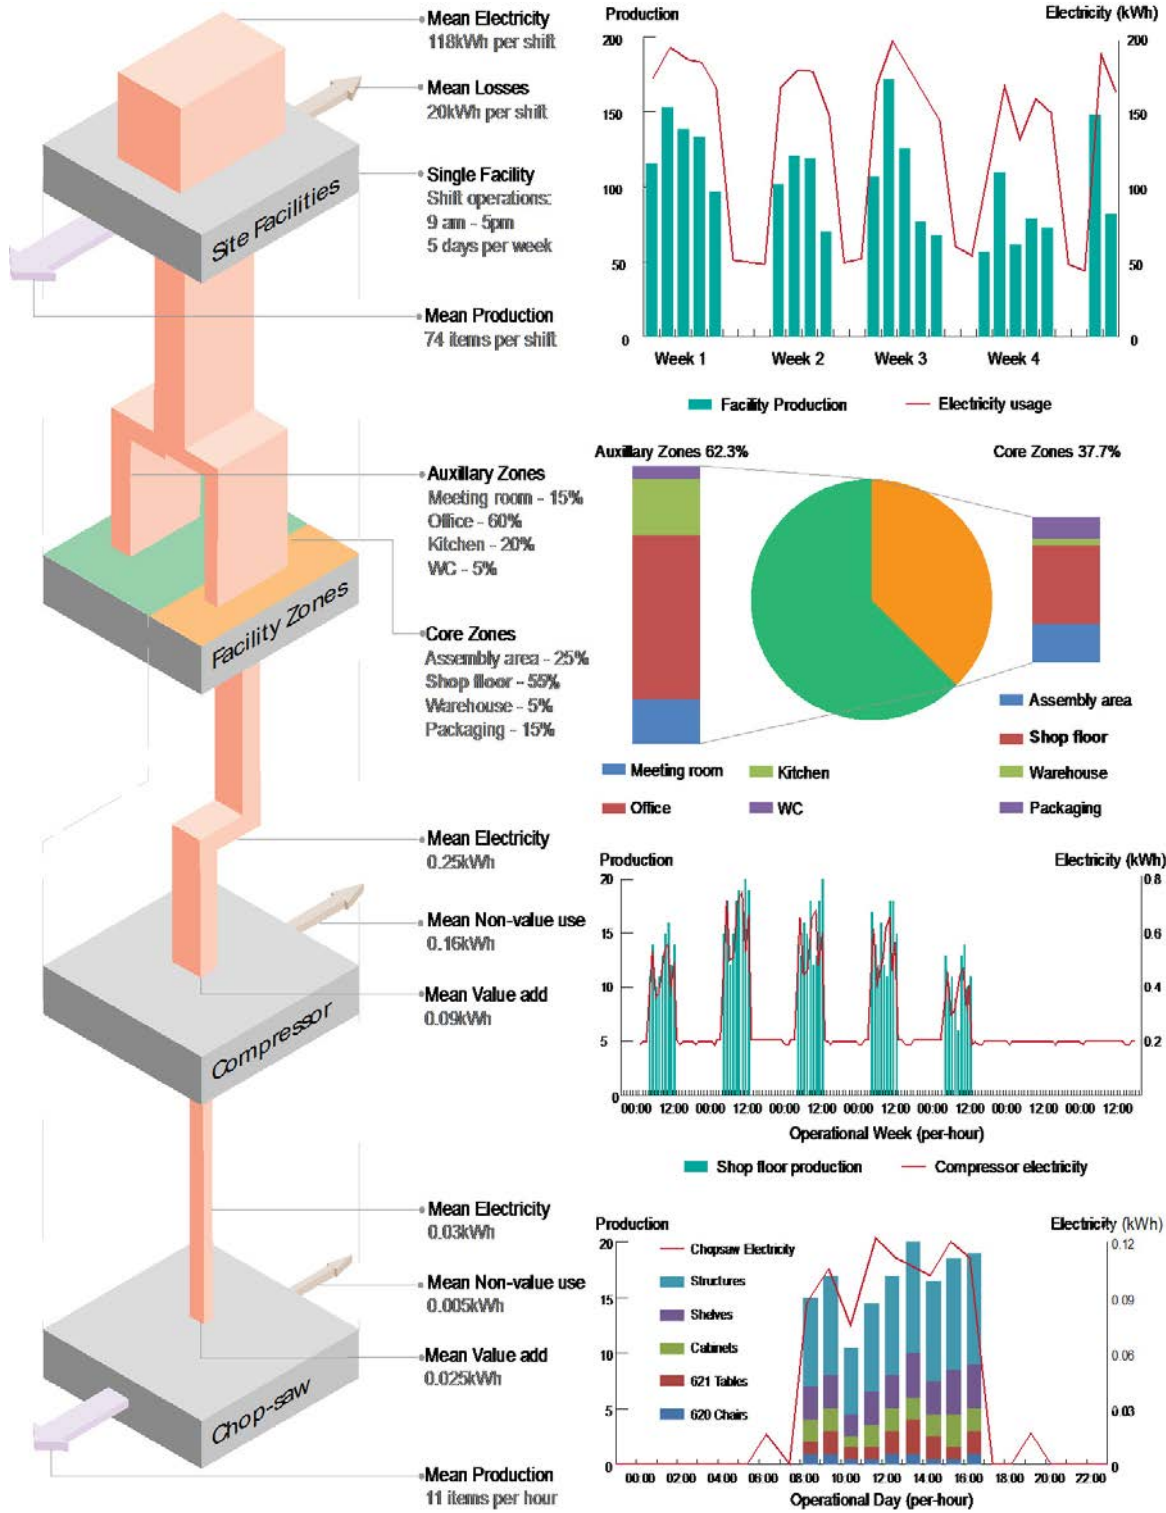 Mean Electricity
118kWh per shift
Mean Losses
20kWh per shift
Single Facility
Shift operations:
9 am - 5pm
5 days per week
Site Facilities
Mean Production
74 items per shift
Auxillary Zones
Meeting room - 15%
Office - 60%
Kitchen - 20%
WC - 5%
Core Zones
Assembly area - 25%
Shop floor - 55%
Warehouse - 5%
Packaging - 15%
Facility Zones
Mean Electricity
0.25kWh
Mean Non-value use
0.16kWh
Mean Value add
0.09kWh
Compressor
Mean Electricity
0.03kWh
Mean Non-value use
0.005kWh
Mean Value add
0.025kWh
Chop-saw
Mean Production
11 items per hour
Production
Electricity (kWh)
200
150
100
50
0
200
150
100
50
0
Week 1 Week 2 Week 3 Week 4
Facility Production
Electricity usage
Auxillary Zones 62.3%
Core Zones 37.7%
Meeting room
Kitchen
Office
WC
Assembly area
Shop floor
Warehouse
Packaging
Production
Electricity (kWh)
20
15
10
5
0
0.8
0.6
0.4
0.2
0
00:00 12:00 00:00 12:00 00:00 12:00 00:00 12:00 00:00 12:00 00:00 12:00 00:00 12:00
Operational Week (per-hour)
Shop floor production
Compressor electricity
Production
Electricity (kWh)
20
15
10
5
0
0.12
0.09
0.06
0.03
0
Chopsaw Electricity
Structures
Shelves
Cabinets
621 Tables
620 Chairs
00:00 02:00 04:00 06:00 08:00 10:00 12:00 14:00 16:00 18:00 20:00 22:00
Operational Day (per-hour)